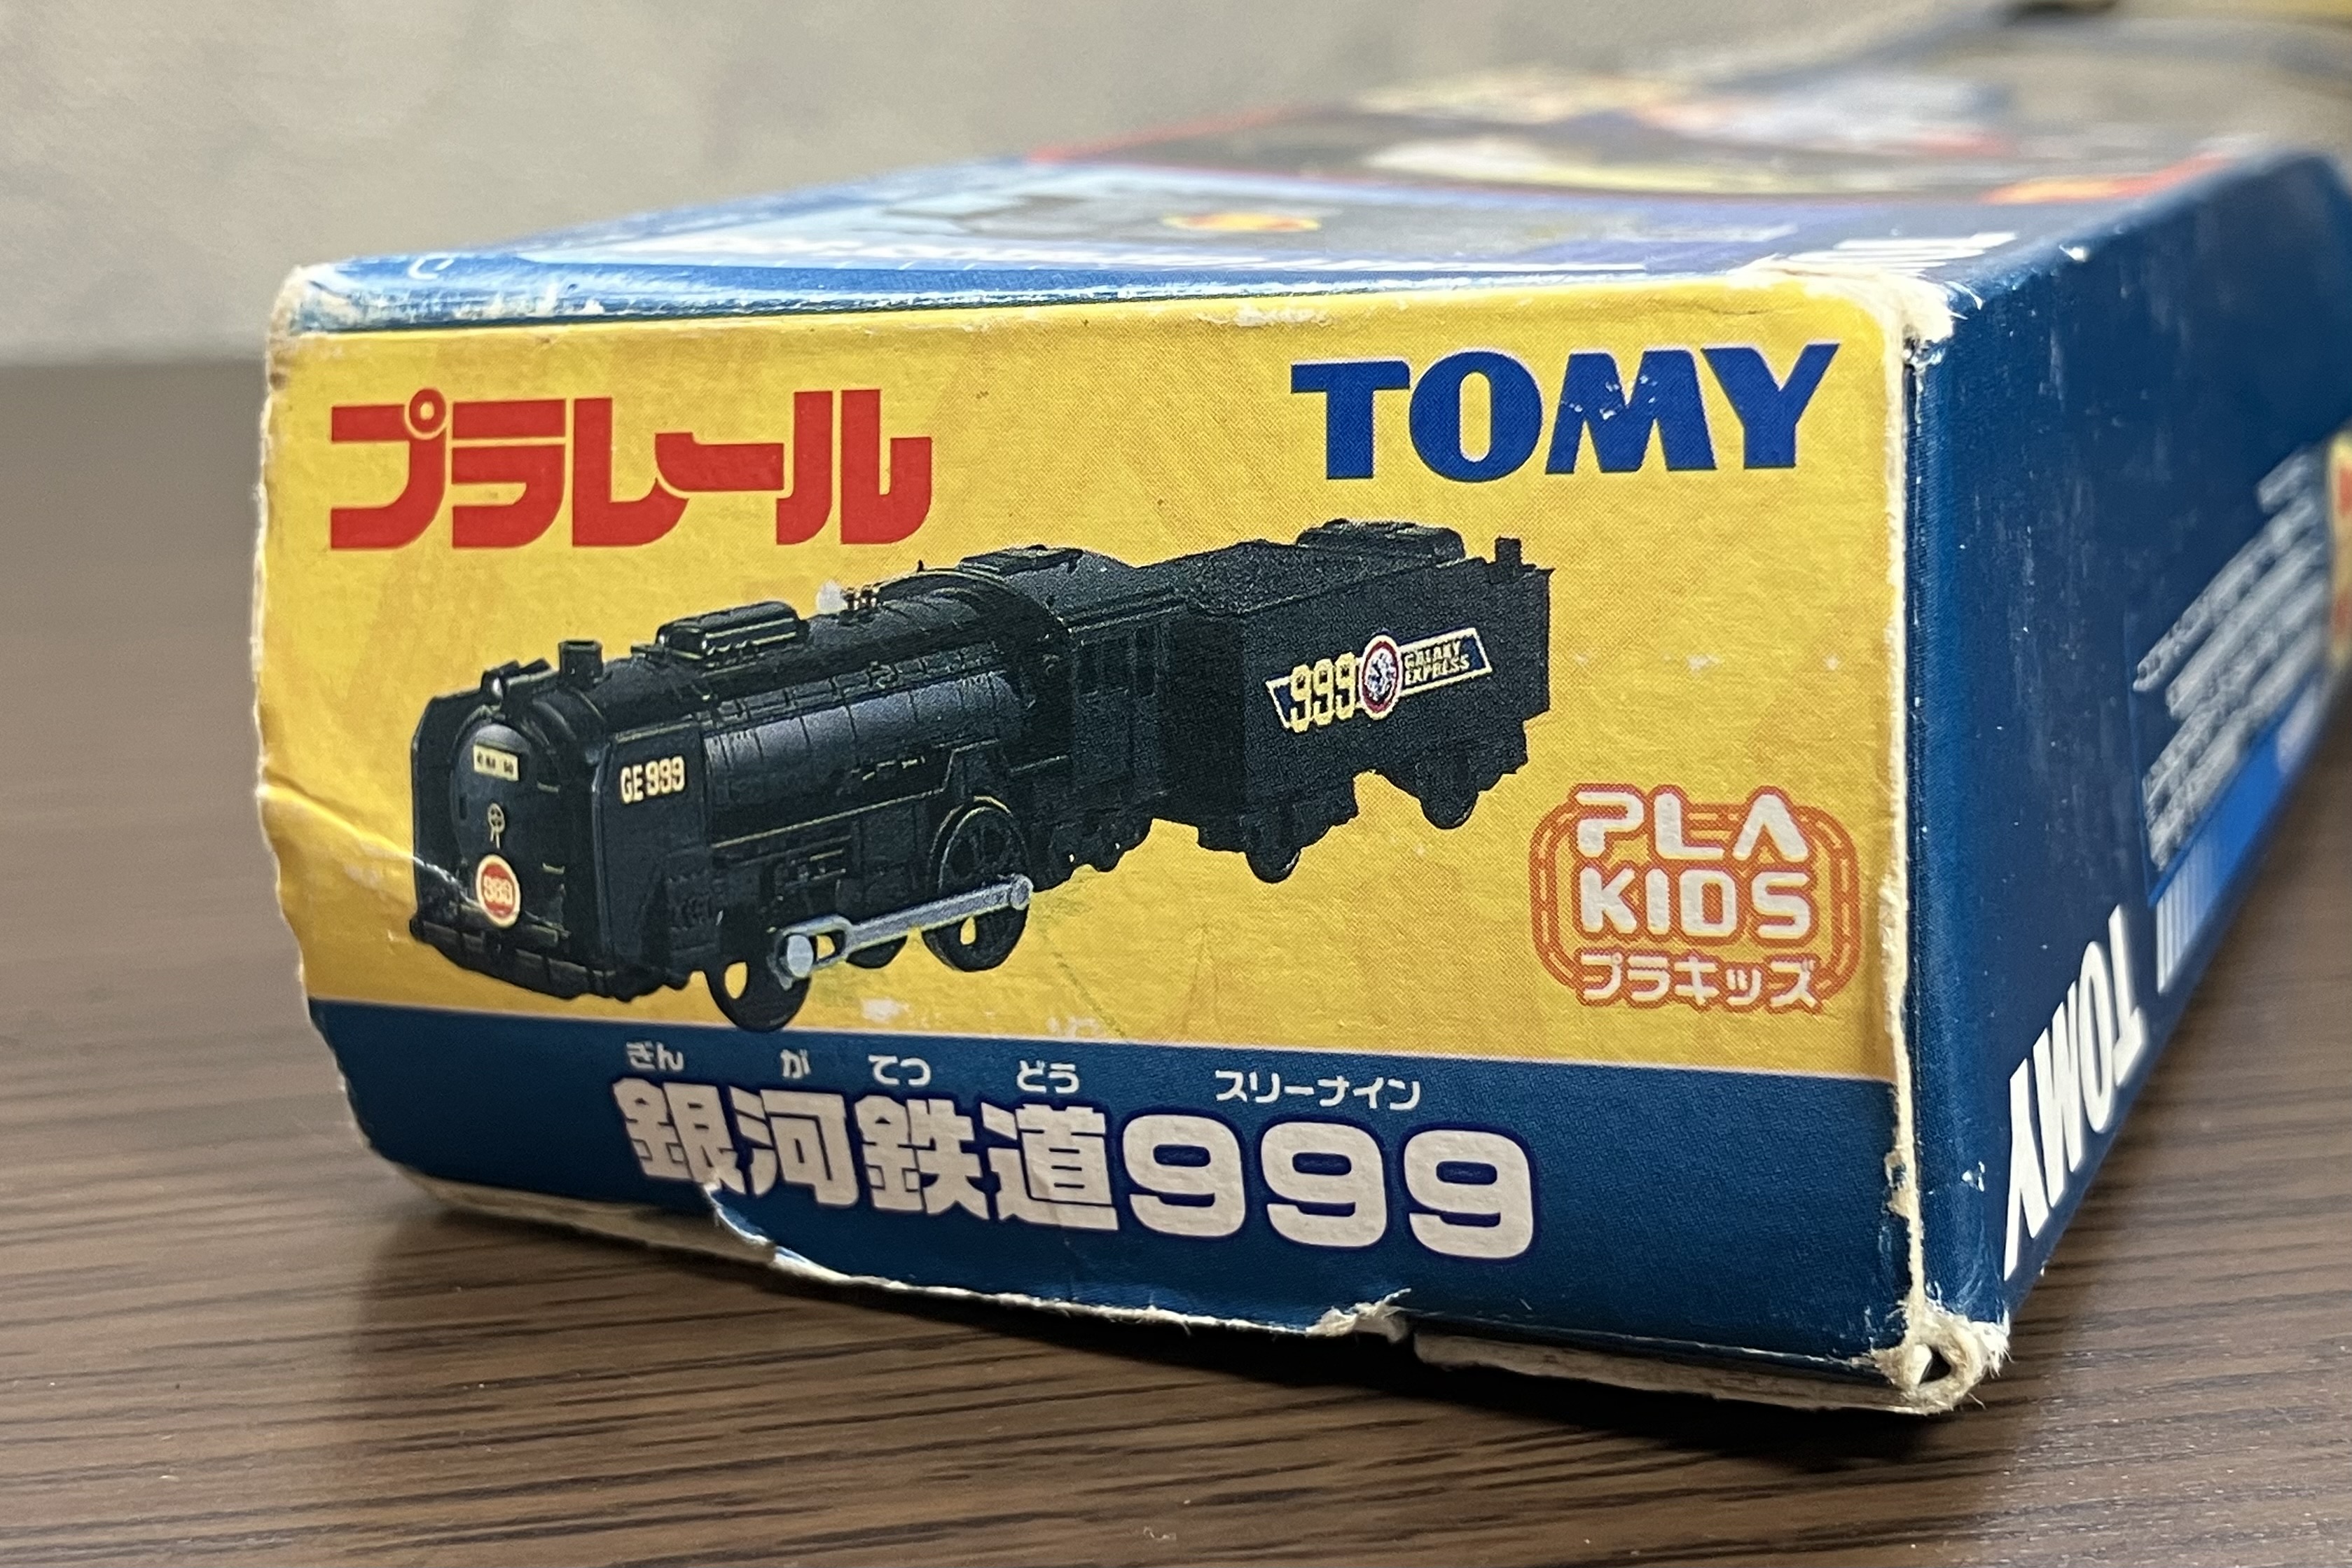 プラレール
TOMY
999 GALAXY EXPRESS
GE999
999
PLA
KIDS
プラキッズ
ぎん が てつ どう スリーナイン
銀河鉄道999
TOMY